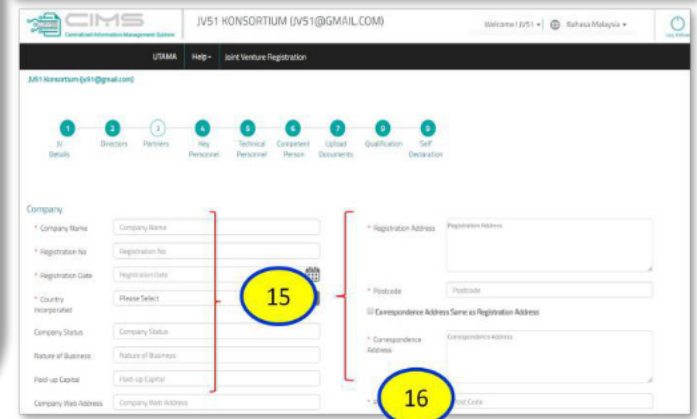 CIMS
Centralized Information Management System
JV51 KONSORTIUM (JV51@GMAIL.COM)
Welcome ! JV51
Bahasa Malaysia
UTAMA Help Joint Venture Registration
JV51 Konsortium (jv51@gmail.com)
1 2 3 4 5 6 7 8 9
JV Details
Directors
Partners
Key Personnel
Technical Personnel
Competent Person
Upload Documents
Qualification
Self Declaration
Company
* Company Name Company Name
* Registration No Registration No
* Registration Date Registration Date
* Country Incorporated Please Select
Company Status Company Status
Nature of Business Nature of Business
Paid-up Capital Paid-up Capital
Company Web Address Company Web Address
15
* Registration Address Registration Address
* Postcode Postcode
Correspondence Address Same as Registration Address
* Correspondence Address Correspondence Address
16
Post Code